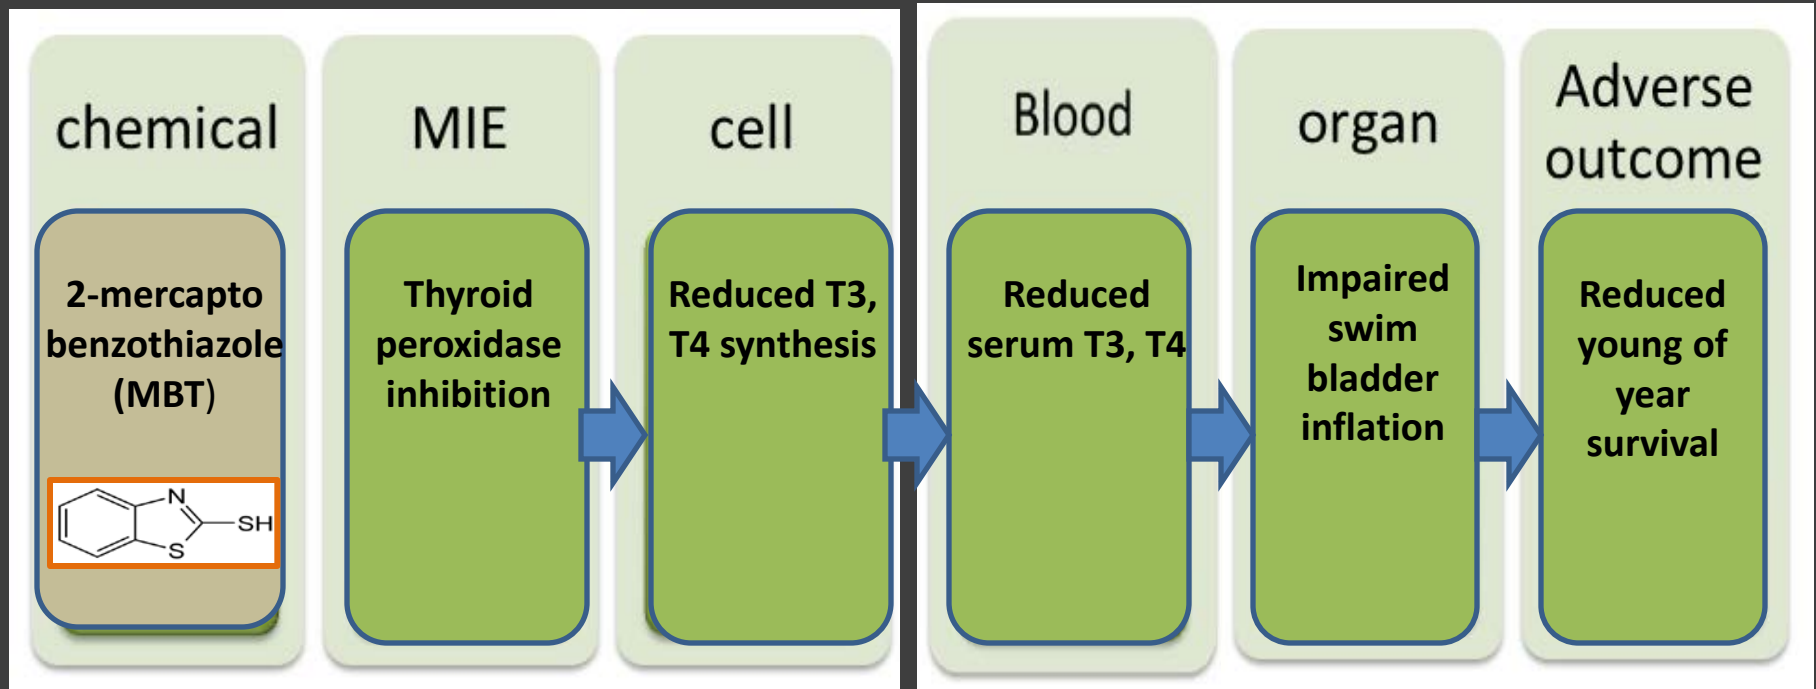 chemical
MIE
cell
Blood
organ
Adverse
outcome
2-mercapto
benzothiazole
(MBT)
N
SH
S
Thyroid
peroxidase
inhibition
Reduced T3,
T4 synthesis
Reduced
serum T3, T4
Impaired
swim
bladder
inflation
Reduced
young of
year
survival